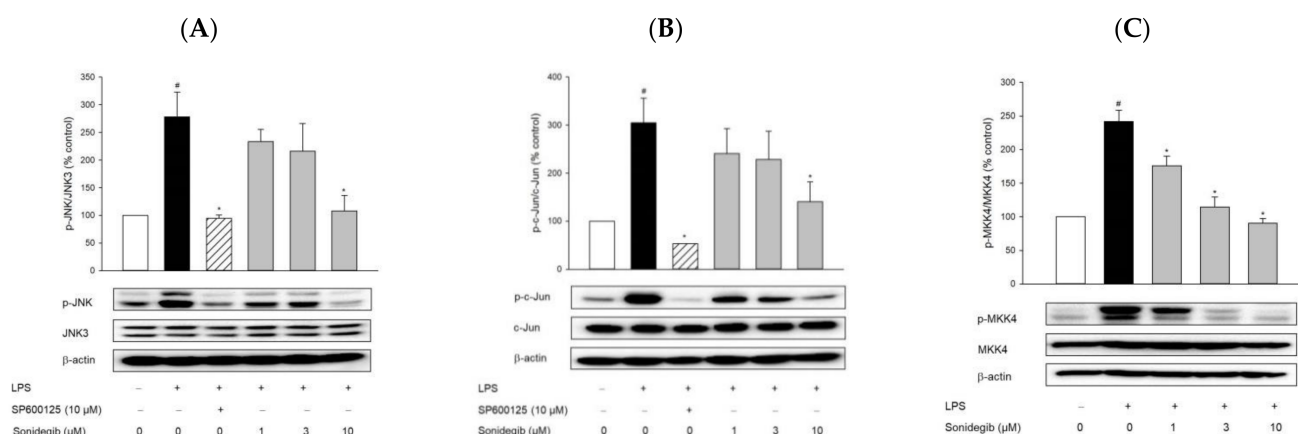 (A)
350
#
300
250
200
150
100
50
0
p-JNK/JNK3 (% control)
*
*
p-JNK
JNK3
β-actin
LPS – + + + + +
SP600125 (10 μM) – – + – – –
Sonidegib (μM) 0 0 0 1 3 10
(B)
400
#
300
200
100
0
p-c-Jun/c-Jun (% control)
*
*
p-c-Jun
c-Jun
β-actin
LPS – + + + + +
SP600125 (10 μM) – – + – – –
Sonidegib (μM) 0 0 0 1 3 10
(C)
300
#
250
200
150
100
50
0
p-MKK4/MKK4 (% control)
*
*
*
p-MKK4
MKK4
β-actin
LPS – + + + +
Sonidegib (μM) 0 0 1 3 10